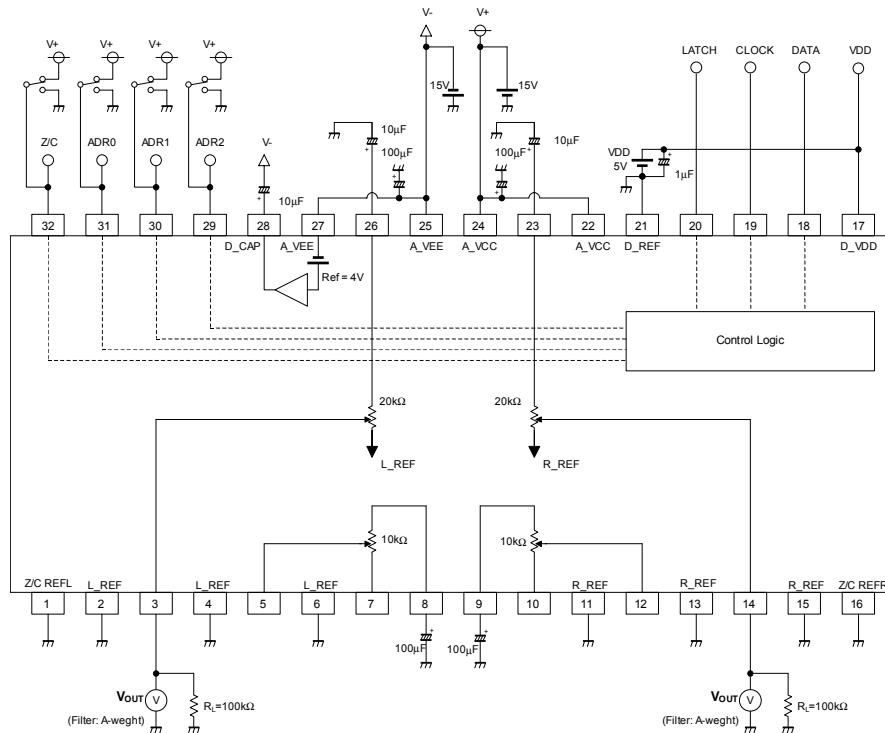 V-
V+
V+
V+
V+
V+
LATCH
CLOCK
DATA
VDD
15V
15V
10µF
10µF
100µF
100µF
VDD
5V
1µF
Z/C
ADR0
ADR1
ADR2
V-
10µF
32
31
30
29
28
27
26
25
24
23
22
21
20
19
18
17
D_CAP
A_VEE
A_VEE
A_VCC
A_VCC
D_REF
D_VDD
Ref = 4V
Control Logic
20kΩ
20kΩ
L_REF
R_REF
10kΩ
10kΩ
Z/C REFL
L_REF
L_REF
L_REF
R_REF
R_REF
R_REF
Z/C REFR
1
2
3
4
5
6
7
8
9
10
11
12
13
14
15
16
100µF
100µF
VOUT
V
RL=100kΩ
(Filter: A-weght)
VOUT
V
RL=100kΩ
(Filter: A-weght)